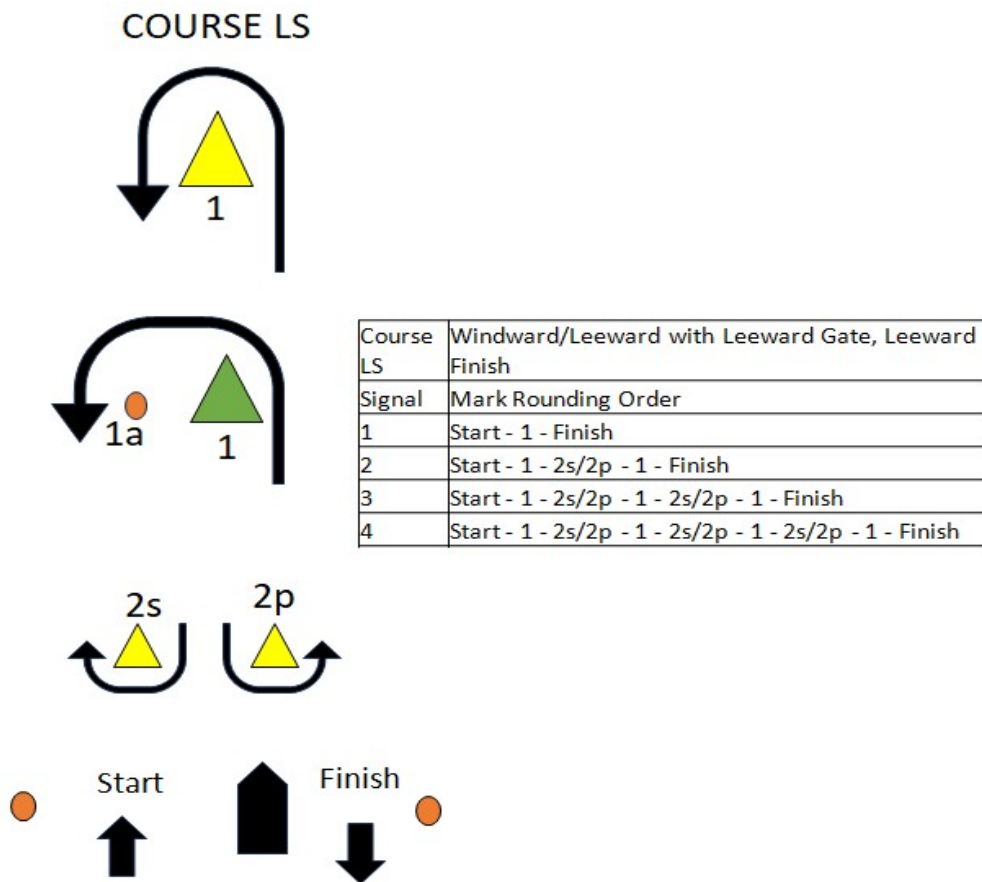 COURSE LS
1
1a
1
Course LS
Windward/Leeward with Leeward Gate, Leeward
Finish
Signal
Mark Rounding Order
1
Start - 1 - Finish
2
Start - 1 - 2s/2p - 1 - Finish
3
Start - 1 - 2s/2p - 1 - 2s/2p - 1 - Finish
4
Start - 1 - 2s/2p - 1 - 2s/2p - 1 - 2s/2p - 1 - Finish
2s
2p
Start
Finish